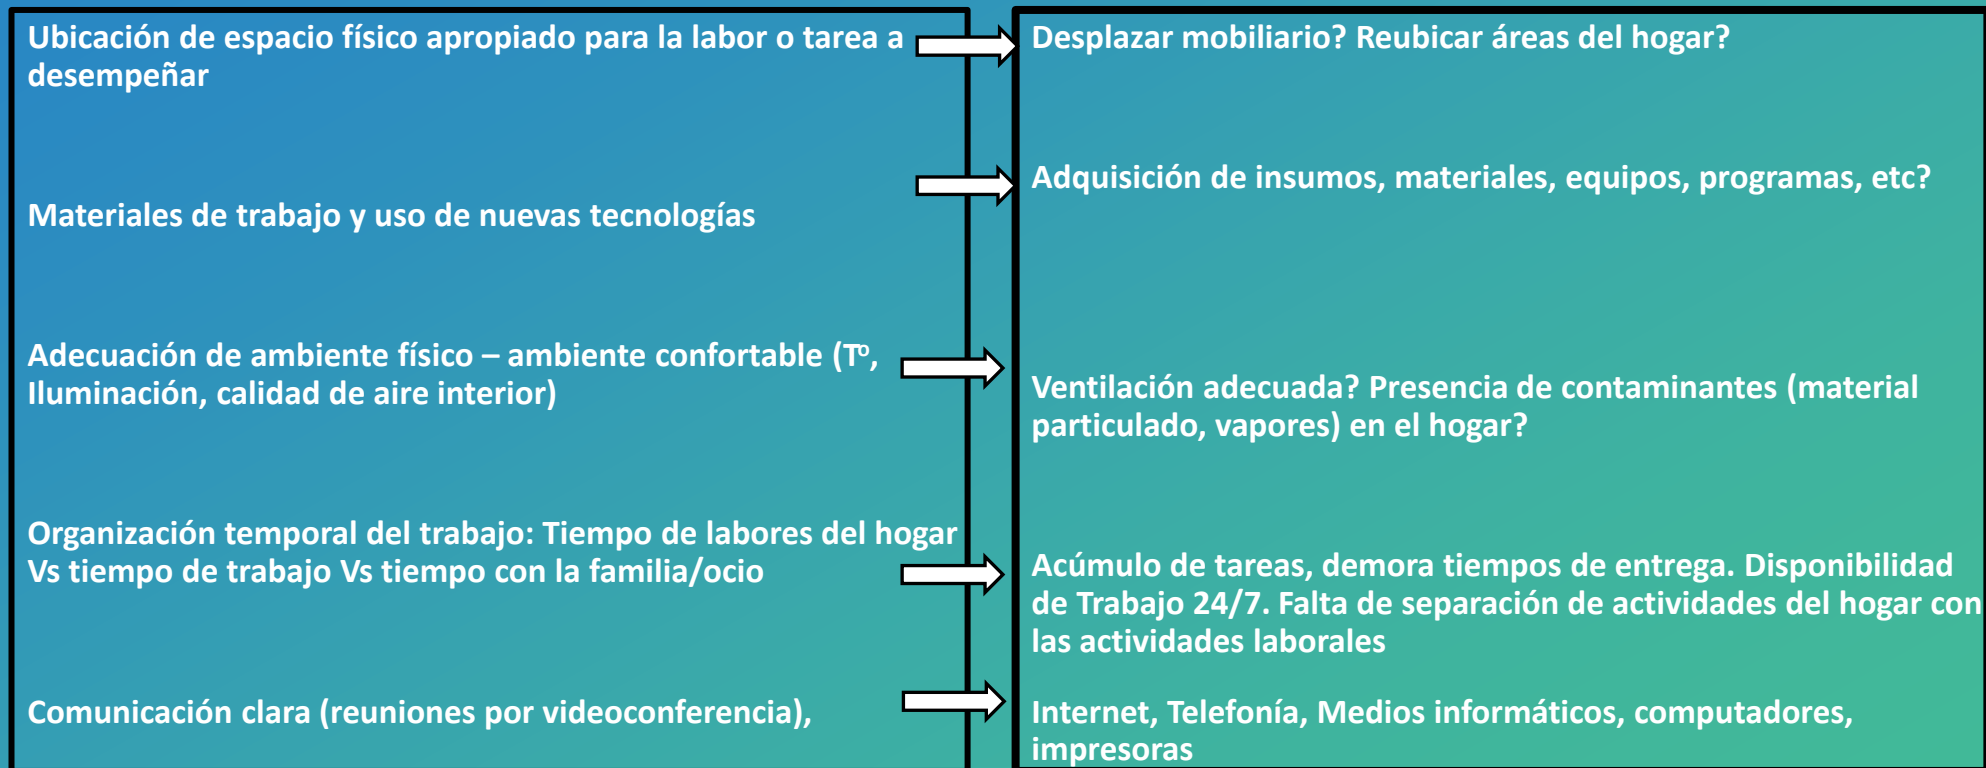 Ubicación de espacio físico apropiado para la labor o tarea a
desempeñar
Materiales de trabajo y uso de nuevas tecnologías
Adecuación de ambiente físico – ambiente confortable (Tº,
Iluminación, calidad de aire interior)
Organización temporal del trabajo: Tiempo de labores del hogar
Vs tiempo de trabajo Vs tiempo con la familia/ocio
Comunicación clara (reuniones por videoconferencia),
Desplazar mobiliario? Reubicar áreas del hogar?
Adquisición de insumos, materiales, equipos, programas, etc?
Ventilación adecuada? Presencia de contaminantes (material
particulado, vapores) en el hogar?
Acúmulo de tareas, demora tiempos de entrega. Disponibilidad
de Trabajo 24/7. Falta de separación de actividades del hogar con
las actividades laborales
Internet, Telefonía, Medios informáticos, computadores,
impresoras